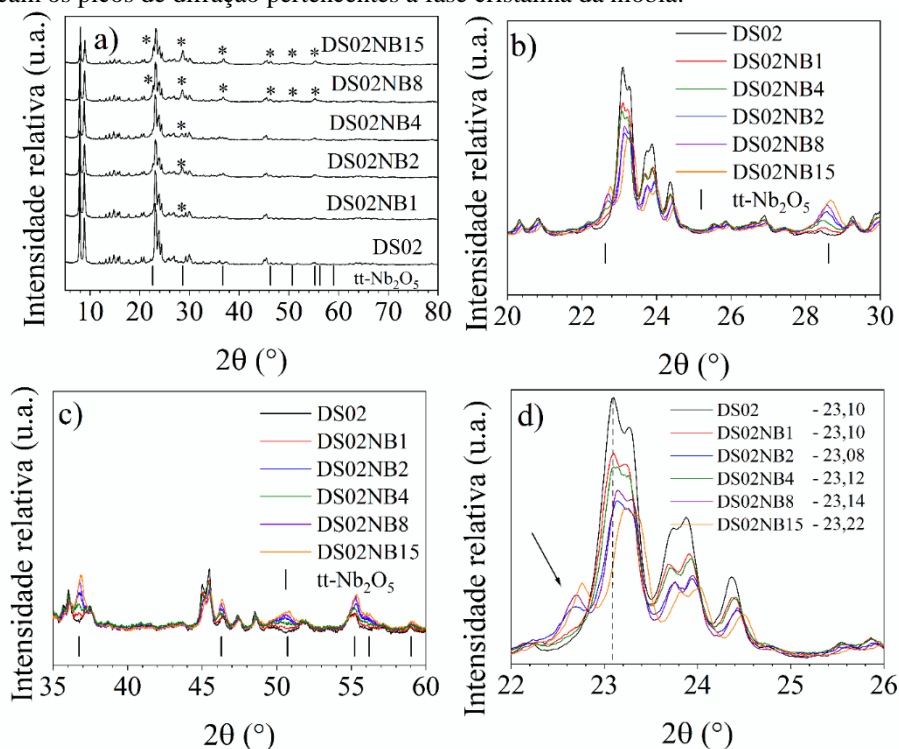 cam os picos de difração pertencentes à fase cristalina da nióbia.
a)
Intensidade relativa (u.a.)
* * * * * *
DS02NB15
* * * * * *
DS02NB8
*
DS02NB4
*
DS02NB2
*
DS02NB1
DS02
tt-Nb₂O₅
10 20 30 40 50 60 70 80
2θ (°)
b)
Intensidade relativa (u.a.)
DS02
DS02NB1
DS02NB4
DS02NB2
DS02NB8
DS02NB15
tt-Nb₂O₅
20 22 24 26 28 30
2θ (°)
c)
Intensidade relativa (u.a.)
DS02
DS02NB1
DS02NB2
DS02NB4
DS02NB8
DS02NB15
tt-Nb₂O₅
35 40 45 50 55 60
2θ (°)
d)
Intensidade relativa (u.a.)
DS02 - 23,10
DS02NB1 - 23,10
DS02NB2 - 23,08
DS02NB4 - 23,12
DS02NB8 - 23,14
DS02NB15 - 23,22
22 23 24 25 26
2θ (°)